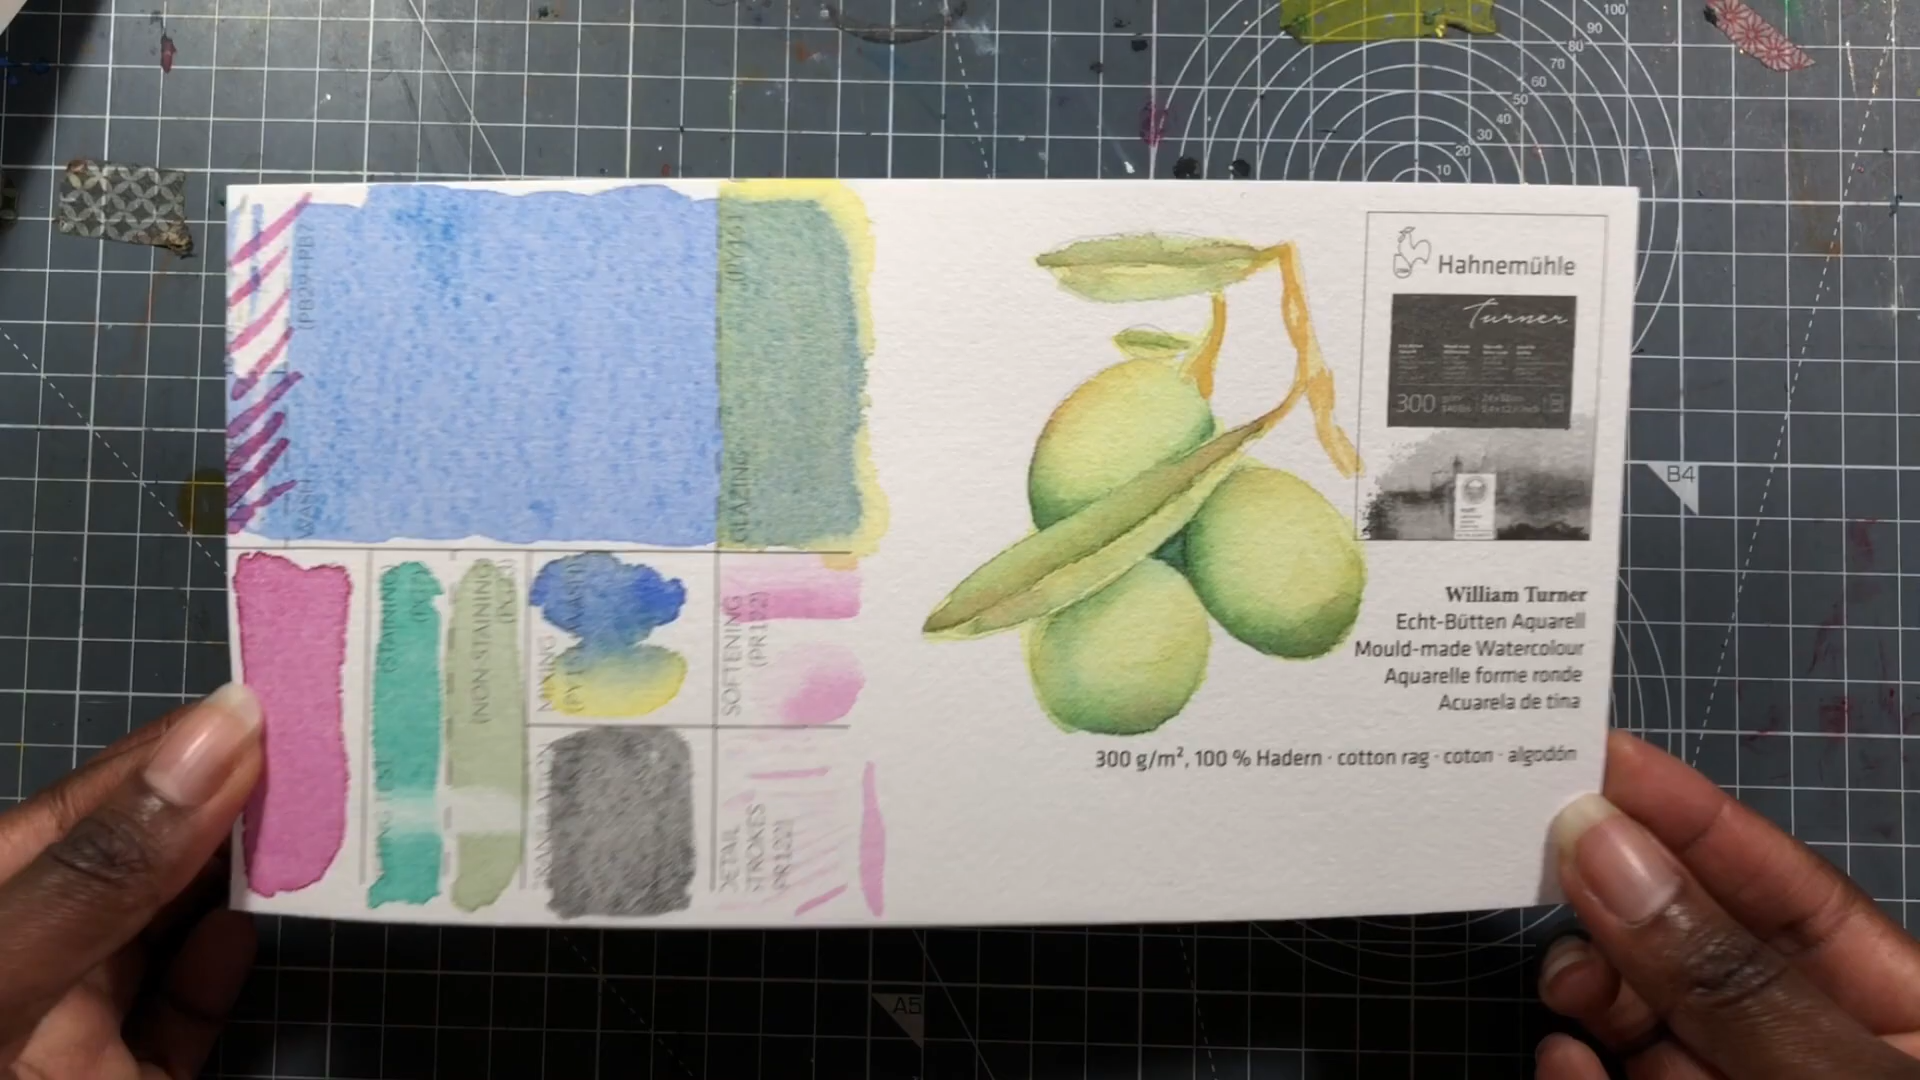 100
90
80
70
60
50
40
30
20
10
Hahnemühle
Turner
300
William Turner
Echt-Bütten Aquarell
Mould-made Watercolour
Aquarelle forme ronde
Acuarela de tina
300 g/m², 100 % Hadern · cotton rag · coton · algodón
WASH
(PB29+PB
GLAZING
(PY151)
(STAINING
(NON STAINING
(PG
MIXING
SOFTENING
(PR122)
DETAIL
STROKES
(PR122)
B4
A5